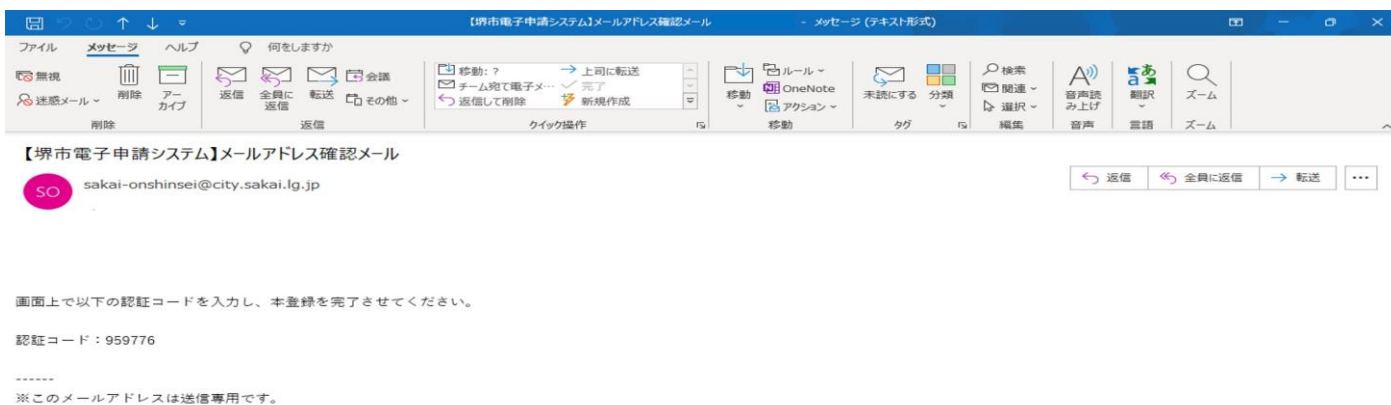 【堺市電子申請システム】メールアドレス確認メール - メッセージ (テキスト形式)
ファイル メッセージ ヘルプ 何をしますか
無視
迷惑メール
削除
アー
カイブ
削除
返信
全員に
返信
転送
会議
その他
返信
移動: ?
チーム宛て電子メ…
返信して削除
上司に転送
完了
新規作成
クイック操作
移動
ルール
OneNote
アクション
移動
未読にする
分類
タグ
検索
関連
選択
編集
音声読
み上げ
音声
翻訳
言語
ズーム
ズーム
【堺市電子申請システム】メールアドレス確認メール
SO
sakai-onshinsei@city.sakai.lg.jp
返信 全員に返信 転送
画面上で以下の認証コードを入力し、本登録を完了させてください。
認証コード：959776
------
※このメールアドレスは送信専用です。